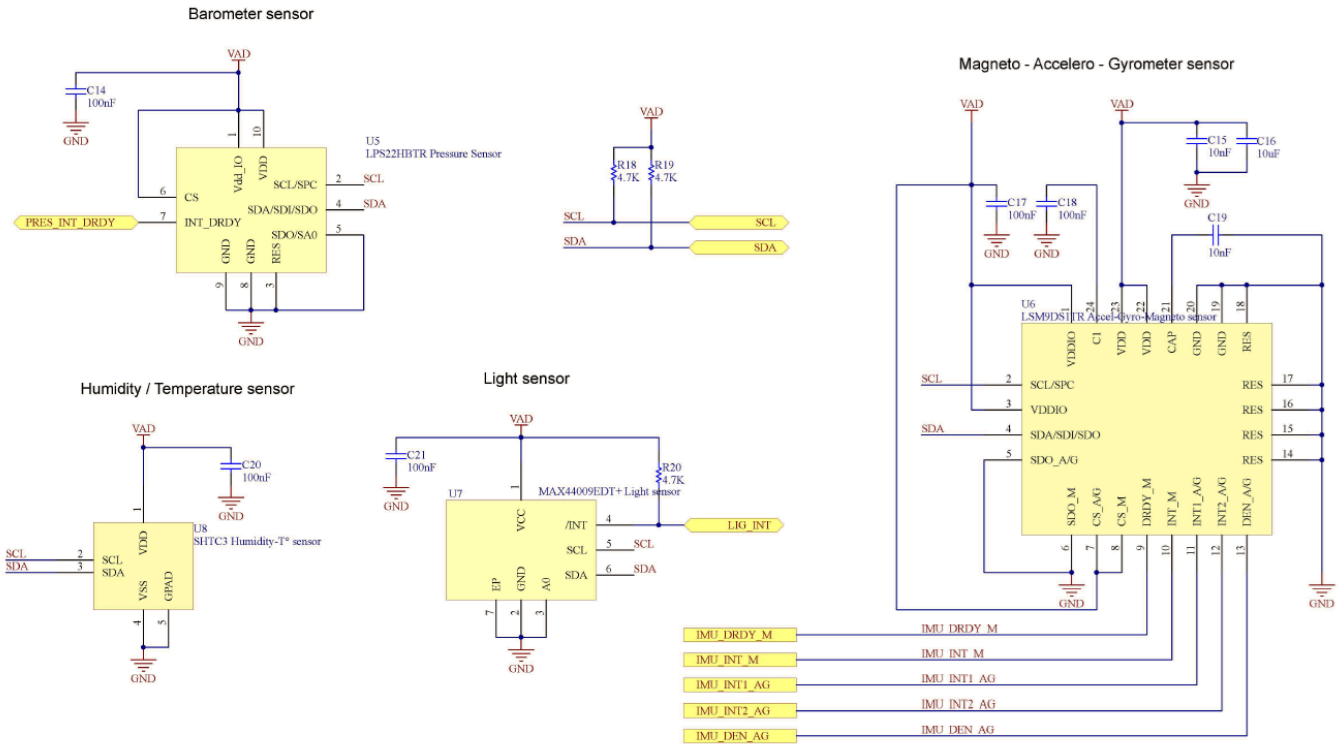 Barometer sensor
VAD
C14
100nF
GND
1
10
U5
LPS22HBTR Pressure Sensor
Vdd_IO
VDD
6
CS
SCL/SPC
2
SCL
SDA/SDI/SDO
4
SDA
PRES_INT_DRDY
7
INT_DRDY
SDO/SA0
5
GND
GND
RES
9
8
3
GND
VAD
R18
4.7K
R19
4.7K
SCL
SCL
SDA
SDA
Magneto - Accelero - Gyrometer sensor
VAD
VAD
C15
10nF
C16
10uF
GND
C17
100nF
C18
100nF
GND
GND
C19
10nF
U6
LSM9DS1TR Accel-Gyro-Magneto sensor
1
24
23
22
21
20
19
18
VDDIO
C1
VDD
VDD
CAP
GND
GND
RES
SCL
2
SCL/SPC
RES
17
3
VDDIO
RES
16
SDA
4
SDA/SDI/SDO
RES
15
5
SDO_A/G
RES
14
SDO_M
CS_A/G
CS_M
DRDY_M
INT_M
INT1_A/G
INT2_A/G
DEN_A/G
6
7
8
9
10
11
12
13
GND
GND
IMU_DRDY_M
IMU_DRDY_M
IMU_INT_M
IMU_INT_M
IMU_INT1_AG
IMU_INT1_AG
IMU_INT2_AG
IMU_INT2_AG
IMU_DEN_AG
IMU_DEN_AG
Humidity / Temperature sensor
VAD
C20
100nF
GND
1
U8
SHTC3 Humidity-T° sensor
VDD
SCL
2
SCL
SDA
3
SDA
VSS
GPAD
4
5
GND
Light sensor
VAD
C21
100nF
GND
R20
4.7K
U7
1
MAX44009EDT+ Light sensor
VCC
/INT
4
LIG_INT
SCL
5
SCL
SDA
6
SDA
EP
GND
A0
7
2
3
GND